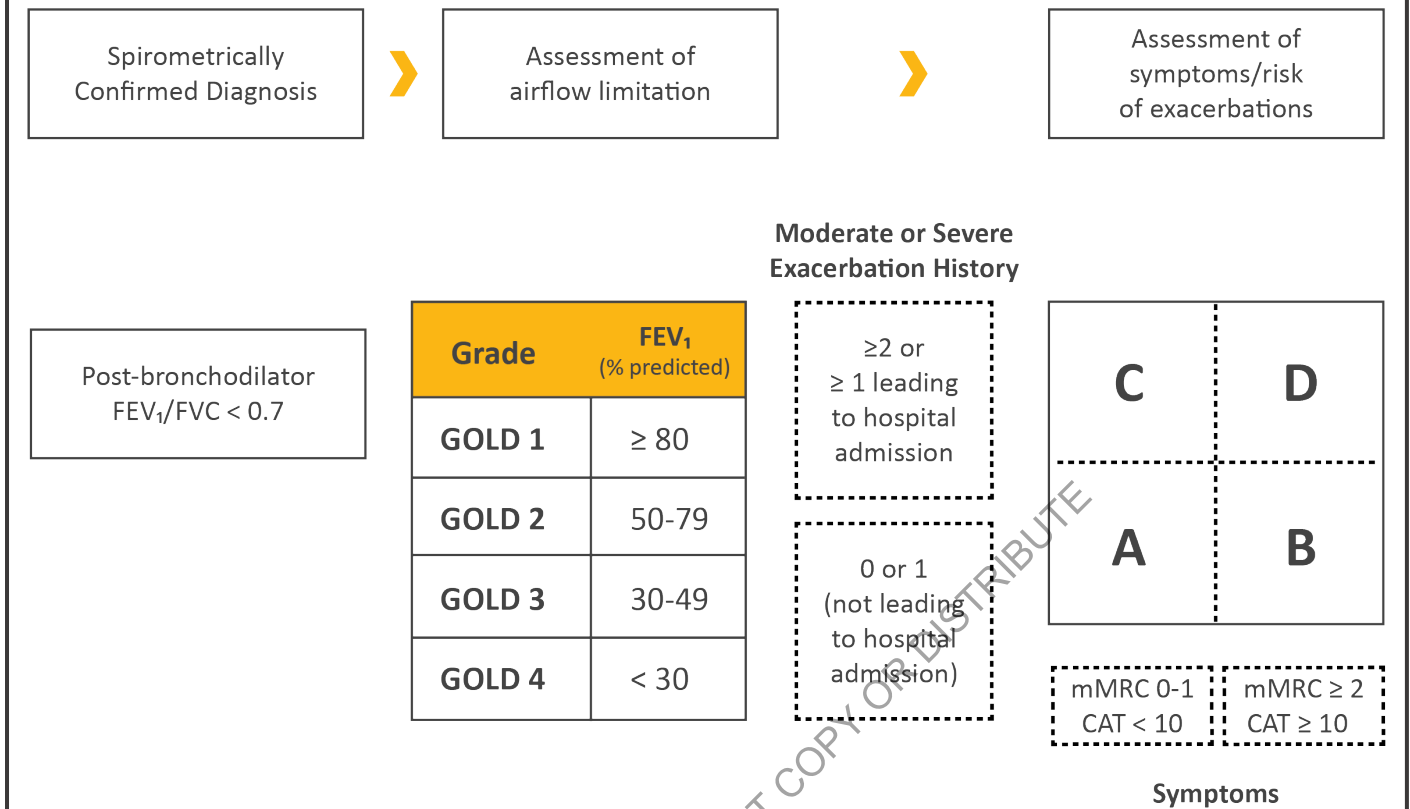 Spirometrically
Confirmed Diagnosis
Assessment of
airflow limitation
Assessment of
symptoms/risk
of exacerbations
Moderate or Severe
Exacerbation History
Post-bronchodilator
FEV₁/FVC < 0.7
Grade
FEV₁
(% predicted)
GOLD 1
≥ 80
GOLD 2
50-79
GOLD 3
30-49
GOLD 4
< 30
≥2 or
≥ 1 leading
to hospital
admission
0 or 1
(not leading
to hospital
admission)
C
D
A
B
mMRC 0-1
CAT < 10
mMRC ≥ 2
CAT ≥ 10
Symptoms
COPY OR DISTRIBUTE